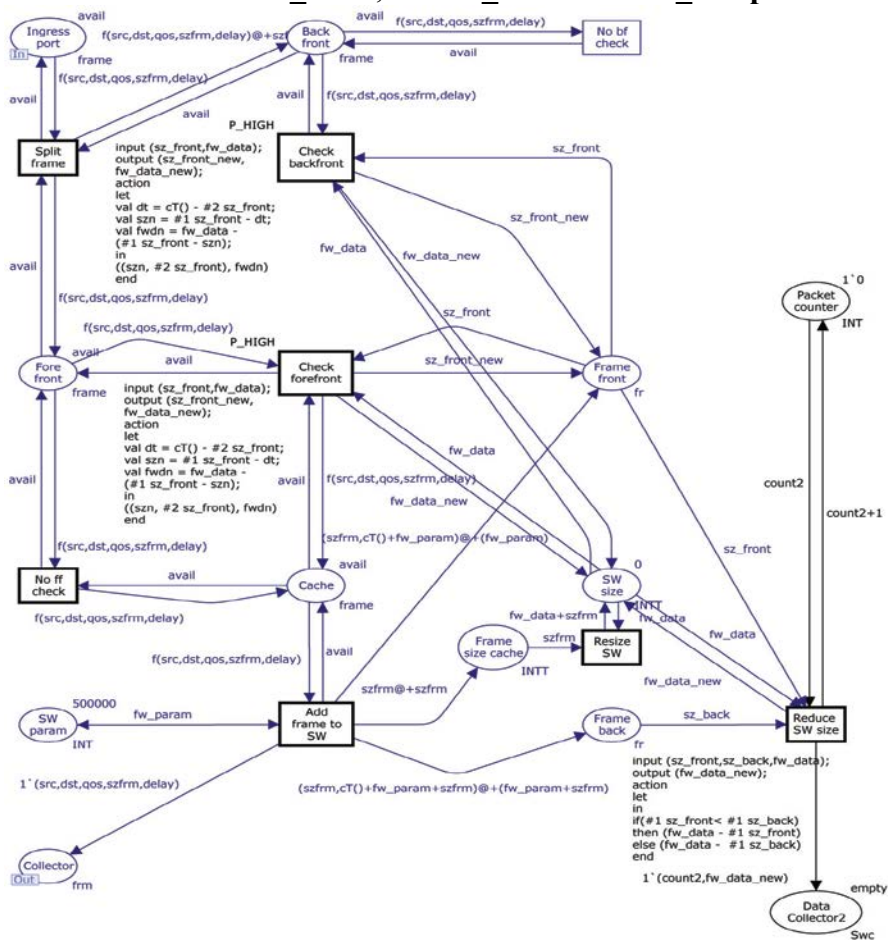 avail
avail
Ingress
port
f(src,dst,qos,szfrm,delay)@+sz
Back
front
avail
No bf
check
In
frame
avail
f(src,dst,qos,szfrm,delay)
frame
avail
avail
avail
f(src,dst,qos,szfrm,delay)
P_HIGH
Split
frame
input (sz_front,fw_data);
output (sz_front_new,
fw_data_new);
action
let
val dt = cT() - #2 sz_front;
val szn = #1 sz_front - dt;
val fwdn = fw_data -
(#1 sz_front - szn);
in
((szn, #2 sz_front), fwdn)
end
Check
backfront
sz_front
sz_front_new
fw_data
fw_data_new
avail
f(src,dst,qos,szfrm,delay)
1`0
Packet
counter
INT
f(src,dst,qos,szfrm,delay)
P_HIGH
sz_front
Fore
front
avail
avail
Check
forefront
sz_front_new
Frame
front
frame
fr
input (sz_front,fw_data);
output (sz_front_new,
fw_data_new);
action
let
val dt = cT() - #2 sz_front;
val szn = #1 sz_front - dt;
val fwdn = fw_data -
(#1 sz_front - szn);
in
((szn, #2 sz_front), fwdn)
end
avail
avail
f(src,dst,qos,szfrm,delay)
fw_data
fw_data_new
count2
count2+1
(szfrm,cT()+fw_param)@+(fw_param)
sz_front
f(src,dst,qos,szfrm,delay)
No ff
check
avail
Cache
avail
frame
0
SW
size
INTT
f(src,dst,qos,szfrm,delay)
fw_data+szfrm
fw_data
fw_data
Frame
size cache
szfrm
Resize
SW
INTT
f(src,dst,qos,szfrm,delay)
avail
szfrm@+szfrm
fw_data_new
500000
SW
param
fw_param
INT
Add
frame to
SW
Frame
back
sz_back
fr
Reduce
SW size
1`(src,dst,qos,szfrm,delay)
(szfrm,cT()+fw_param+szfrm)@+(fw_param+szfrm)
input (sz_front,sz_back,fw_data);
output (fw_data_new);
action
let
in
if(#1 sz_front< #1 sz_back)
then (fw_data - #1 sz_front)
else (fw_data - #1 sz_back)
end
Collector
Out
frm
1`(count2,fw_data_new)
empty
Data
Collector2
Swc